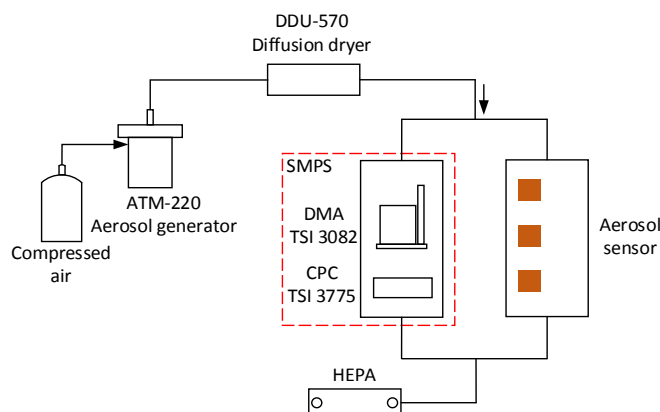 DDU-570
Diffusion dryer
SMPS
ATM-220
Aerosol generator
Compressed
air
DMA
TSI 3082
CPC
TSI 3775
Aerosol
sensor
HEPA